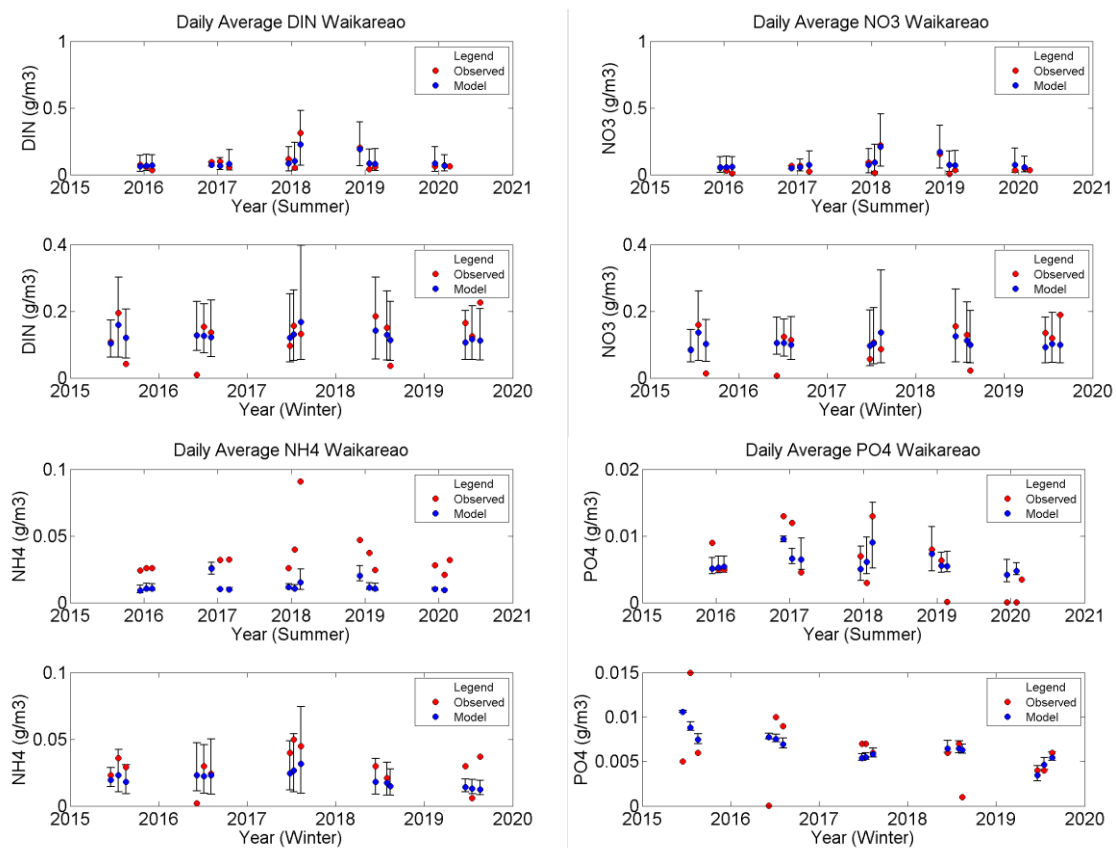 Daily Average DIN Waikareao
1
Legend
Observed
Model
0.5
DIN (g/m3)
0
2015 2016 2017 2018 2019 2020 2021
Year (Summer)
0.4
Legend
Observed
Model
0.2
DIN (g/m3)
0
2015 2016 2017 2018 2019 2020
Year (Winter)
Daily Average NO3 Waikareao
1
Legend
Observed
Model
0.5
NO3 (g/m3)
0
2015 2016 2017 2018 2019 2020 2021
Year (Summer)
0.4
Legend
Observed
Model
0.2
NO3 (g/m3)
0
2015 2016 2017 2018 2019 2020
Year (Winter)
Daily Average NH4 Waikareao
0.1
Legend
Observed
Model
0.05
NH4 (g/m3)
0
2015 2016 2017 2018 2019 2020 2021
Year (Summer)
0.1
Legend
Observed
Model
0.05
NH4 (g/m3)
0
2015 2016 2017 2018 2019 2020
Year (Winter)
Daily Average PO4 Waikareao
0.02
Legend
Observed
Model
0.01
PO4 (g/m3)
0
2015 2016 2017 2018 2019 2020 2021
Year (Summer)
0.015
Legend
Observed
Model
0.01
PO4 (g/m3)
0.005
0
2015 2016 2017 2018 2019 2020
Year (Winter)